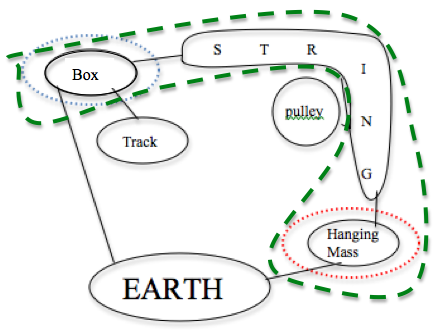 S T R I N G
Box
pulley
Track
Hanging
Mass
EARTH